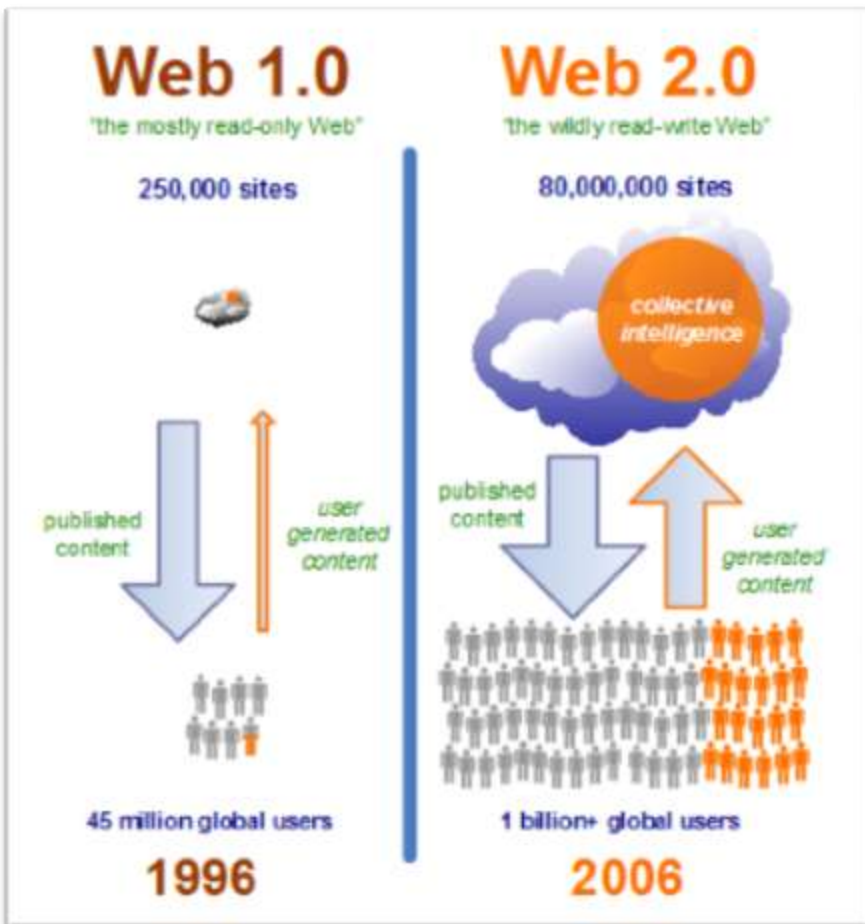 Web 1.0
"the mostly read-only Web"
250,000 sites
published
content
user
generated
content
45 million global users
1996
Web 2.0
"the wildly read-write Web"
80,000,000 sites
collective
intelligence
published
content
user
generated
content
1 billion+ global users
2006